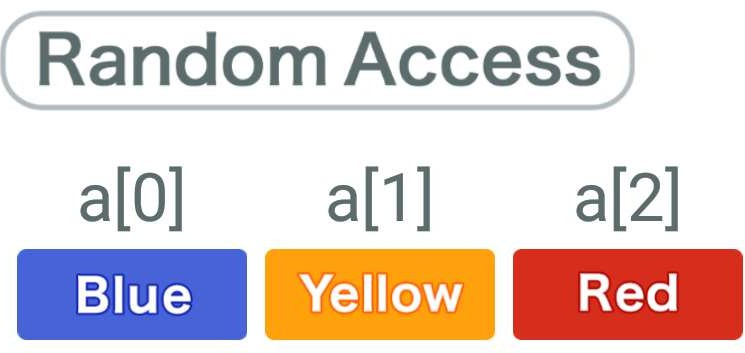 Random Access
a[0] a[1] a[2]
Blue Yellow Red